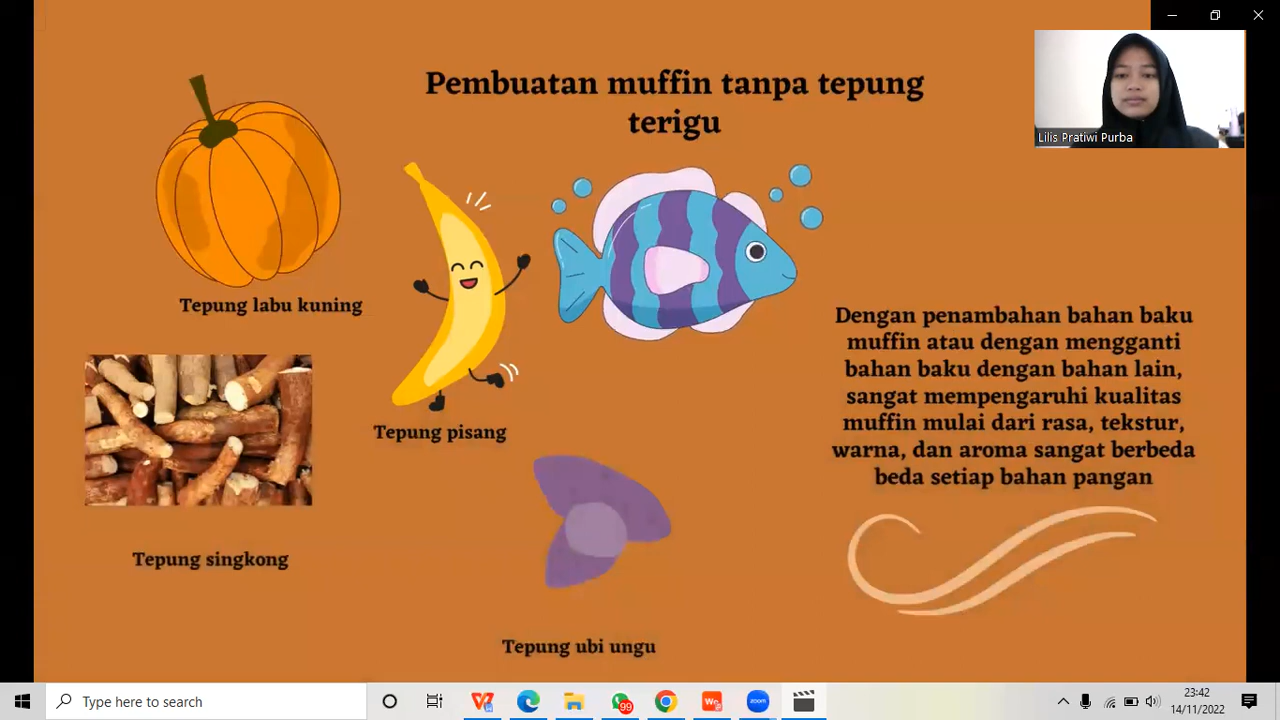 Pembuatan muffin tanpa tepung
terigu
Lilis Pratiwi Purba
Tepung labu kuning
Dengan penambahan bahan baku
muffin atau dengan mengganti
bahan baku dengan bahan lain,
sangat mempengaruhi kualitas
muffin mulai dari rasa, tekstur,
warna, dan aroma sangat berbeda
beda setiap bahan pangan
Tepung pisang
Tepung singkong
Tepung ubi ungu
Type here to search
99
zoom
23:42
14/11/2022